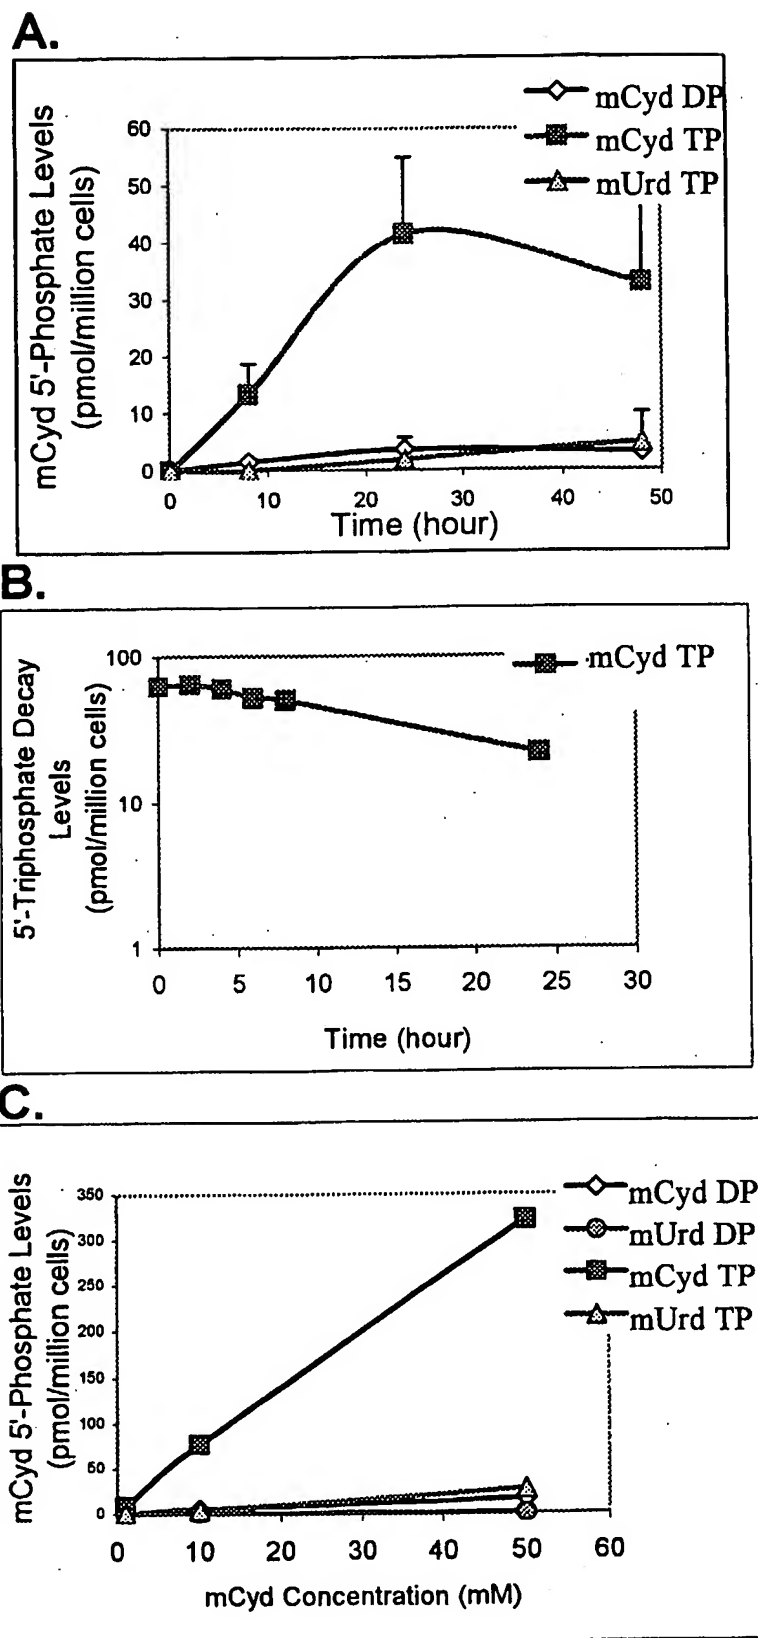 A.
mCyd DP
mCyd TP
mUrd TP
mCyd 5'-Phosphate Levels
(pmol/million cells)
60
50
40
30
20
10
0
0 10 20 30 40 50
Time (hour)
B.
mCyd TP
5'-Triphosphate Decay
Levels
(pmol/million cells)
100
10
1
0 5 10 15 20 25 30
Time (hour)
C.
mCyd DP
mUrd DP
mCyd TP
mUrd TP
mCyd 5'-Phosphate Levels
(pmol/million cells)
350
300
250
200
150
100
50
0
0 10 20 30 40 50 60
mCyd Concentration (mM)